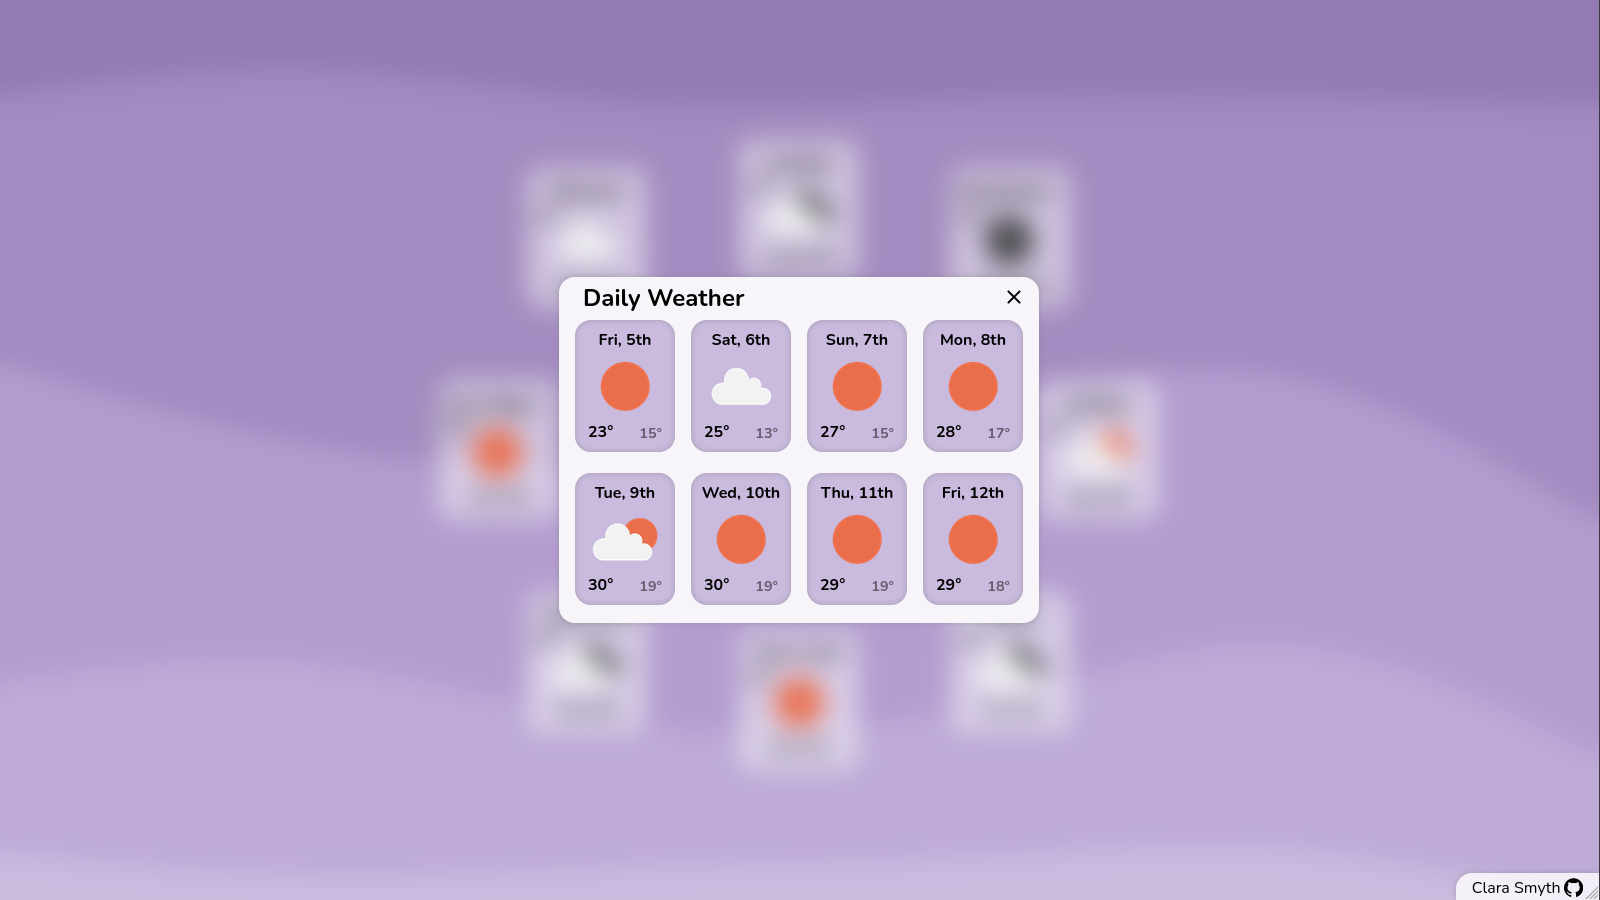 Daily Weather
Fri, 5th
Sat, 6th
Sun, 7th
Mon, 8th
23° 15°
25° 13°
27° 15°
28° 17°
Tue, 9th
Wed, 10th
Thu, 11th
Fri, 12th
30° 19°
30° 19°
29° 19°
29° 18°
Clara Smyth